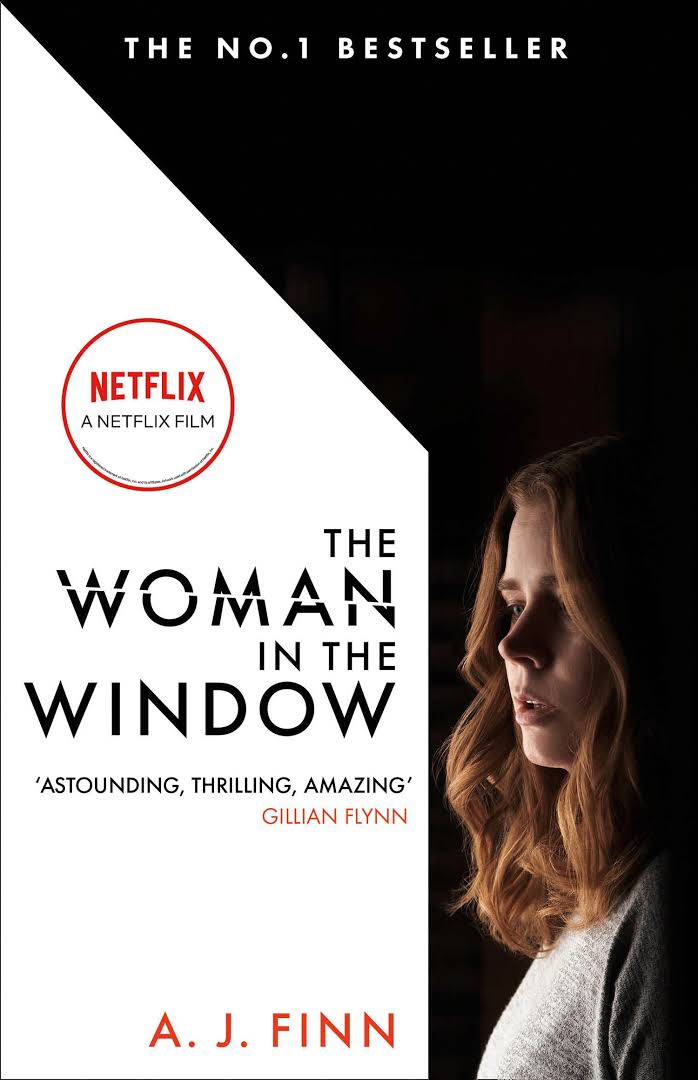 THE NO.1 BESTSELLER
NETFLIX
A NETFLIX FILM
THE
WOMAN
IN THE
WINDOW
‘ASTOUNDING, THRILLING, AMAZING’
GILLIAN FLYNN
A. J. FINN